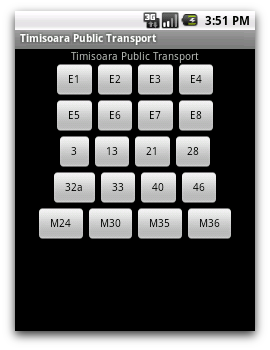 3G 3:51 PM
Timisoara Public Transport
Timisoara Public Transport
E1 E2 E3 E4
E5 E6 E7 E8
3 13 21 28
32a 33 40 46
M24 M30 M35 M36